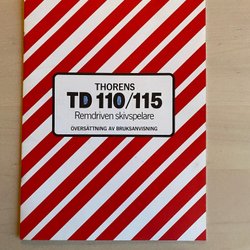 THORENS
TD 110/115
Remdriven skivspelare
ÖVERSÄTTNING AV BRUKSANVISNING